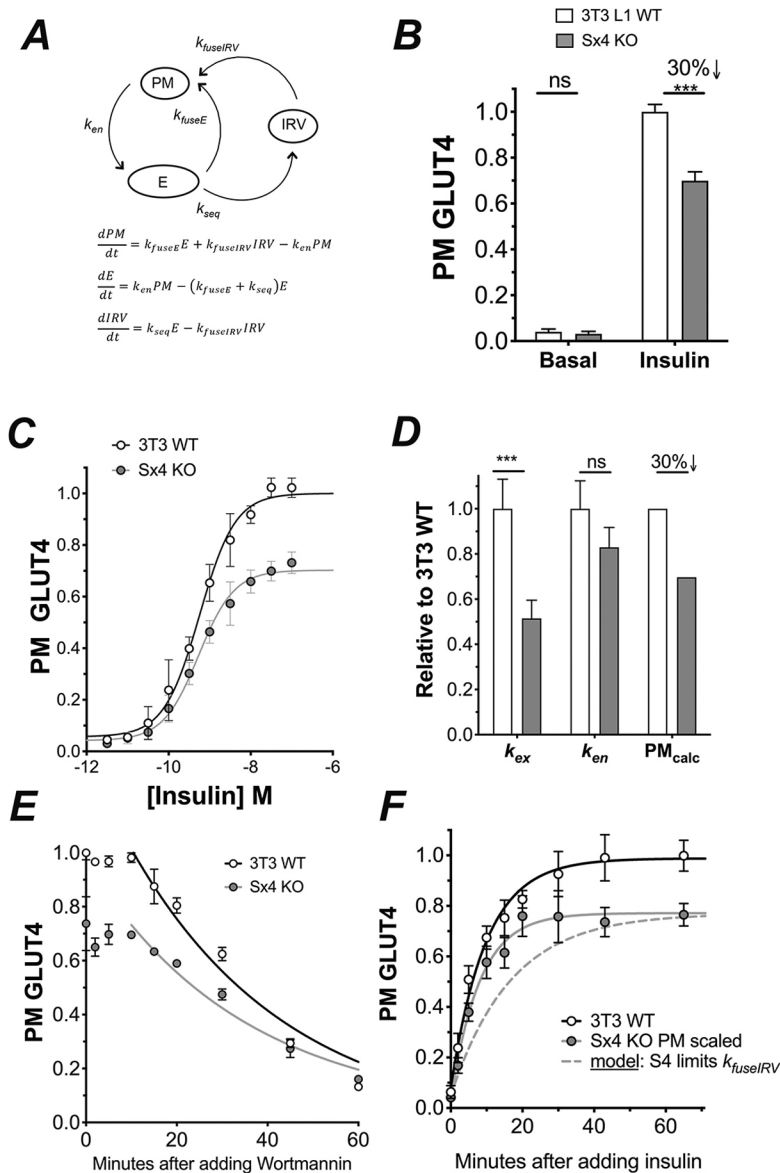 A
k_fuseIRV
PM
k_en
k_fuseE
IRV
E
k_seq
dPM/dt = k_fuseE E + k_fuseIRV IRV − k_en PM
dE/dt = k_en PM − (k_fuseE + k_seq)E
dIRV/dt = k_seq E − k_fuseIRV IRV
B
3T3 L1 WT
Sx4 KO
ns
30%↓
***
PM GLUT4
1.0
0.8
0.6
0.4
0.2
0.0
Basal
Insulin
C
3T3 WT
Sx4 KO
PM GLUT4
1.0
0.8
0.6
0.4
0.2
0.0
-12
-10
-8
-6
[Insulin] M
D
***
ns
30%↓
Relative to 3T3 WT
1.0
0.8
0.6
0.4
0.2
0.0
k_ex
k_en
PM_calc
E
3T3 WT
Sx4 KO
PM GLUT4
1.0
0.8
0.6
0.4
0.2
0.0
0
20
40
60
Minutes after adding Wortmannin
F
PM GLUT4
1.0
0.8
0.6
0.4
0.2
0.0
3T3 WT
Sx4 KO PM scaled
model: S4 limits k_fuseIRV
0
20
40
60
Minutes after adding insulin